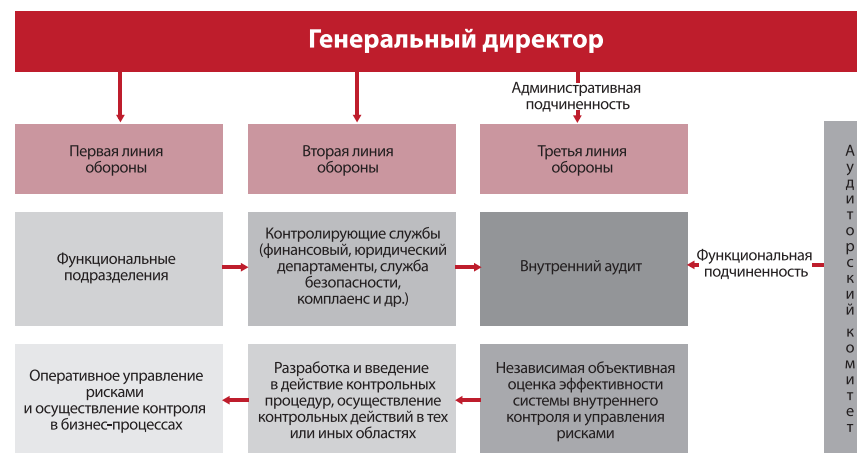 Генеральный директор
Административная
подчиненность
Первая линия
обороны
Вторая линия
обороны
Третья линия
обороны
Функциональные
подразделения
Контролирующие службы
(финансовый, юридический
департаменты, служба
безопасности,
комплаенс и др.)
Внутренний аудит
Функциональная
подчиненность
Аудиторский комитет
Оперативное управление
рисками
и осуществление контроля
в бизнес-процессах
Разработка и введение
в действие контрольных
процедур, осуществление
контрольных действий в тех
или иных областях
Независимая объективная
оценка эффективности
системы внутреннего
контроля и управления
рисками